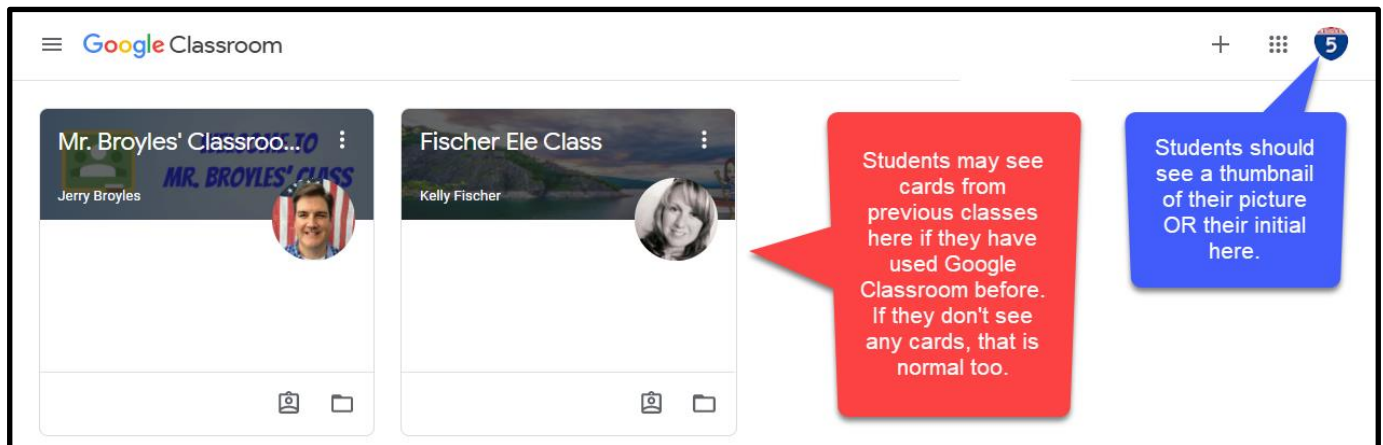 Google Classroom
5
Mr. Broyles' Classroo...
WELCOME TO
MR. BROYLES' CLASS
Jerry Broyles
Fischer Ele Class
Kelly Fischer
Students may see
cards from
previous classes
here if they have
used Google
Classroom before.
If they don't see
any cards, that is
normal too.
Students should
see a thumbnail
of their picture
OR their initial
here.